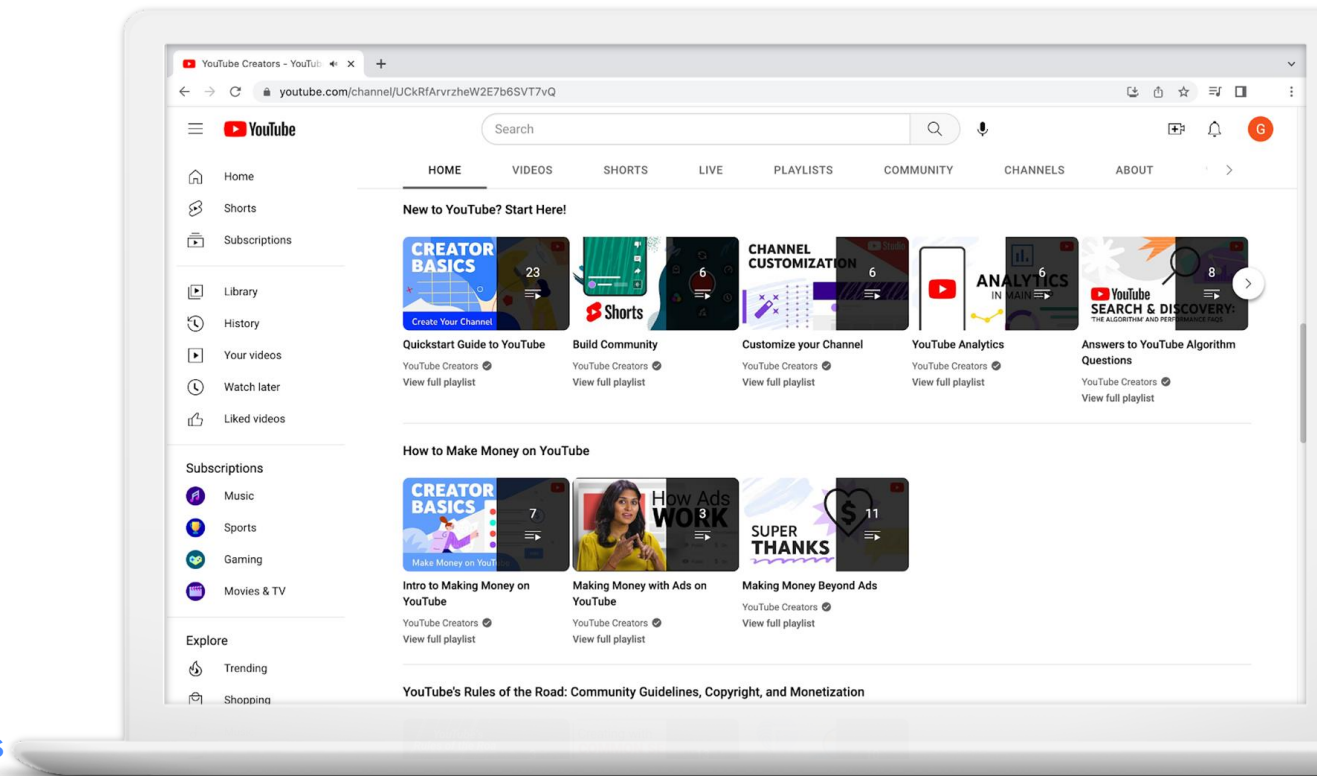 YouTube Creators - YouTub
youtube.com/channel/UCkRfArvrzheW2E7b6SVT7vQ
YouTube
Search
G
HOME VIDEOS SHORTS LIVE PLAYLISTS COMMUNITY CHANNELS ABOUT
Home
Shorts
Subscriptions
Library
History
Your videos
Watch later
Liked videos
Subscriptions
Music
Sports
Gaming
Movies & TV
Explore
Trending
Shopping
New to YouTube? Start Here!
CREATOR
BASICS
23
Create Your Channel
Quickstart Guide to YouTube
YouTube Creators
View full playlist
6
Shorts
Build Community
YouTube Creators
View full playlist
Studio
CHANNEL
CUSTOMIZATION
6
Customize your Channel
YouTube Creators
View full playlist
ANALYTICS
6
YouTube Analytics
YouTube Creators
View full playlist
8
YouTube
SEARCH & DISCOVERY:
'THE ALGORITHM' AND PERFORMANCE FAQS
Answers to YouTube Algorithm
Questions
YouTube Creators
View full playlist
How to Make Money on YouTube
CREATOR
BASICS
7
Make Money on YouTube
Intro to Making Money on
YouTube
YouTube Creators
View full playlist
How Ads
WORK
3
Making Money with Ads on
YouTube
YouTube Creators
View full playlist
$
11
SUPER
THANKS
Making Money Beyond Ads
YouTube Creators
View full playlist
YouTube's Rules of the Road: Community Guidelines, Copyright, and Monetization
s